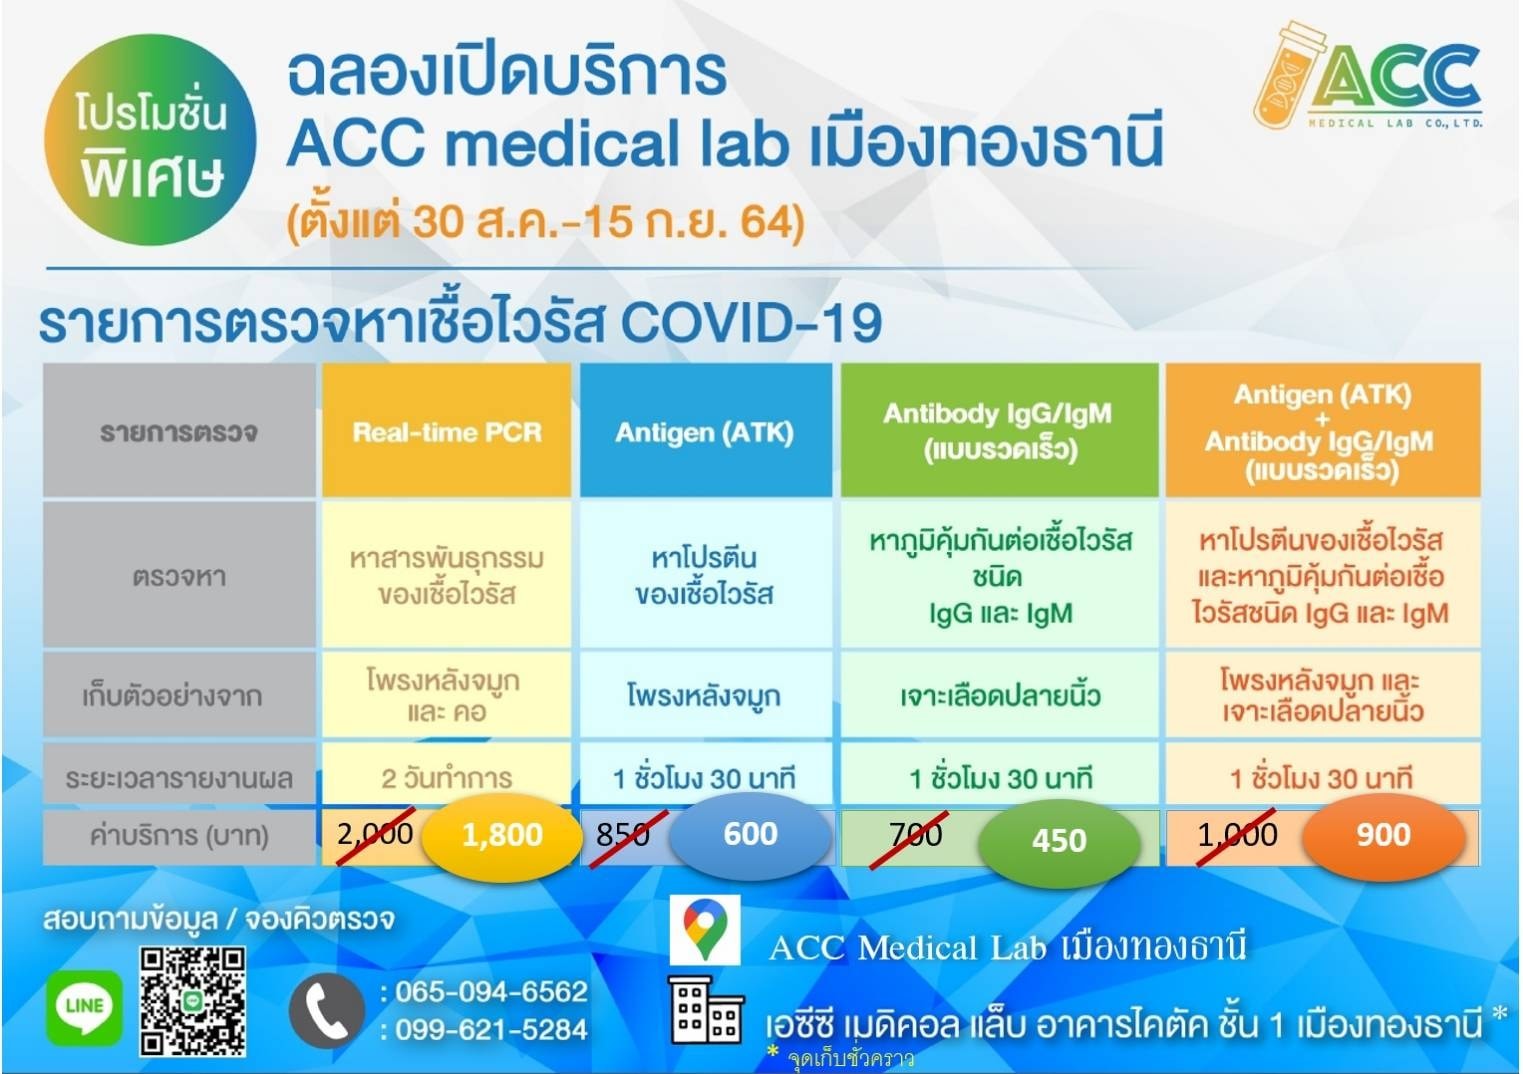 โปรโมชั่น
พิเศษ
ฉลองเปิดบริการ
ACC medical lab เมืองทองธานี
(ตั้งแต่ 30 ส.ค.-15 ก.ย. 64)
ACC
MEDICAL LAB CO.,LTD.
รายการตรวจหาเชื้อไวรัส COVID-19
รายการตรวจ
Real-time PCR
Antigen (ATK)
Antibody IgG/IgM
(แบบรวดเร็ว)
Antigen (ATK)
+
Antibody IgG/IgM
(แบบรวดเร็ว)
ตรวจหา
หาสารพันธุกรรม
ของเชื้อไวรัส
หาโปรตีน
ของเชื้อไวรัส
หาภูมิคุ้มกันต่อเชื้อไวรัส
ชนิด
IgG และ IgM
หาโปรตีนของเชื้อไวรัส
และหาภูมิคุ้มกันต่อเชื้อ
ไวรัสชนิด IgG และ IgM
เก็บตัวอย่างจาก
โพรงหลังจมูก
และ คอ
โพรงหลังจมูก
เจาะเลือดปลายนิ้ว
โพรงหลังจมูก และ
เจาะเลือดปลายนิ้ว
ระยะเวลารายงานผล
2 วันทำการ
1 ชั่วโมง 30 นาที
1 ชั่วโมง 30 นาที
1 ชั่วโมง 30 นาที
ค่าบริการ (บาท)
2,000 1,800
850 600
700 450
1,000 900
สอบถามข้อมูล / จองคิวตรวจ
LINE
: 065-094-6562
: 099-621-5284
ACC Medical Lab เมืองทองธานี
เอซีซี เมดิคอล แล็บ อาคารไคตัค ชั้น 1 เมืองทองธานี *
* จุดเก็บชั่วคราว